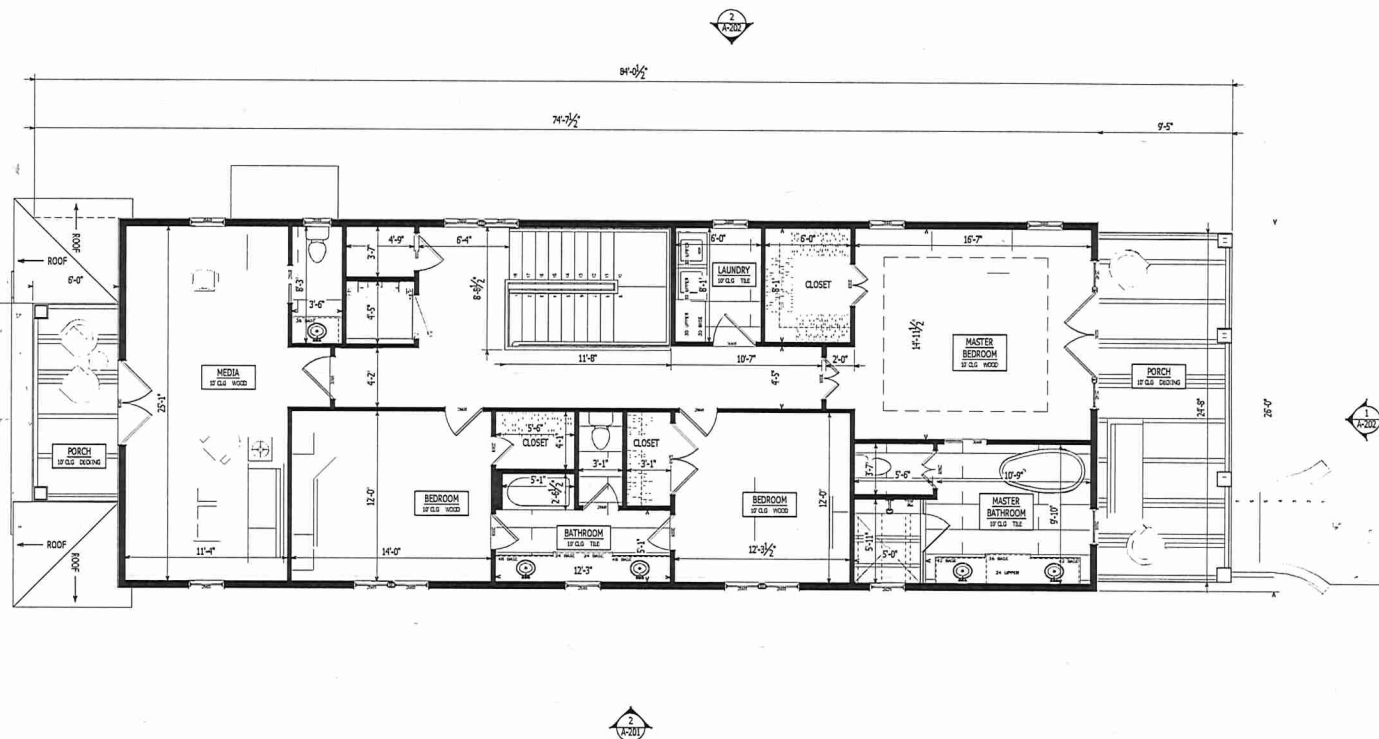 2
A-202
84'-0½"
74'-7½"
9'-5"
ROOF
ROOF
6'-0"
8'-3"
3'-6"
3'-7"
4'-9"
6'-4"
4'-5"
8'-8½"
11'-8"
6'-0"
8'-1"
LAUNDRY
10' CLG TILE
6'-0"
8'-1"
CLOSET
16'-7"
14'-11½"
MASTER
BEDROOM
10' CLG WOOD
MEDIA
10' CLG WOOD
25'-1"
4'-2"
10'-7"
4'-5"
2'-0"
PORCH
10' CLG DECKING
24'-8"
26'-0"
1
A-202
PORCH
10' CLG DECKING
5'-6"
4'-1"
CLOSET
3'-1"
CLOSET
3'-1"
5'-1"
2'-6½"
12'-0"
BEDROOM
10' CLG WOOD
BEDROOM
10' CLG WOOD
12'-0"
3'-7"
5'-6"
10'-9"
MASTER
BATHROOM
10' CLG TILE
9'-10"
BATHROOM
10' CLG TILE
5'-1"
5'-11"
5'-0"
ROOF
ROOF
11'-4"
14'-0"
12'-3"
12'-3½"
24 UPPER
2
A-201